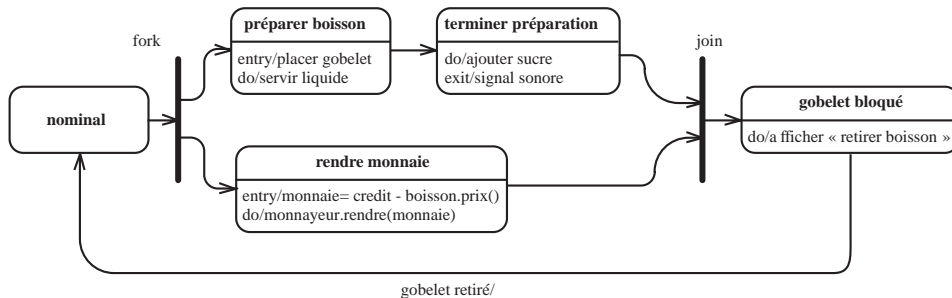 fork
préparer boisson
entry/placer gobelet
do/servir liquide
terminer préparation
do/ajouter sucre
exit/signal sonore
join
nominal
gobelet bloqué
do/a fficher « retirer boisson »
rendre monnaie
entry/monnaie= credit - boisson.prix()
do/monnayeur.rendre(monnaie)
gobelet retiré/